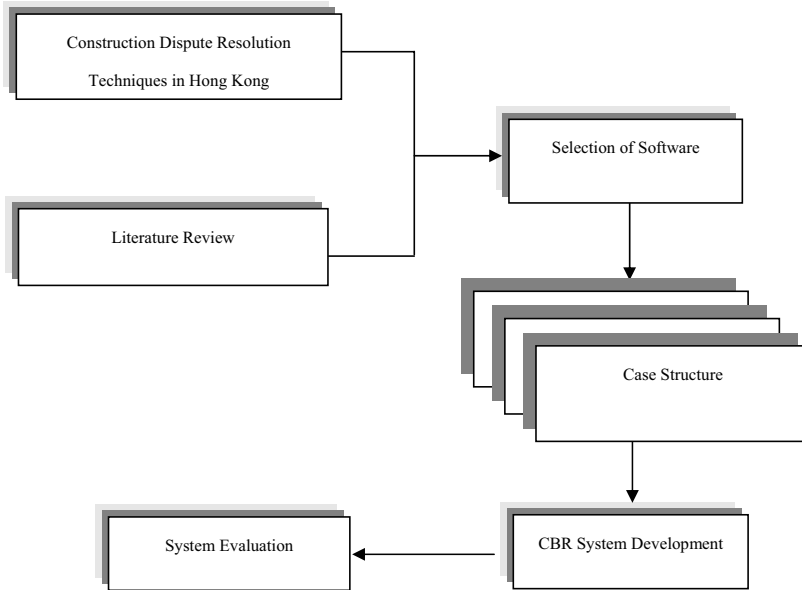 Construction Dispute Resolution
Techniques in Hong Kong
Selection of Software
Literature Review
Case Structure
CBR System Development
System Evaluation